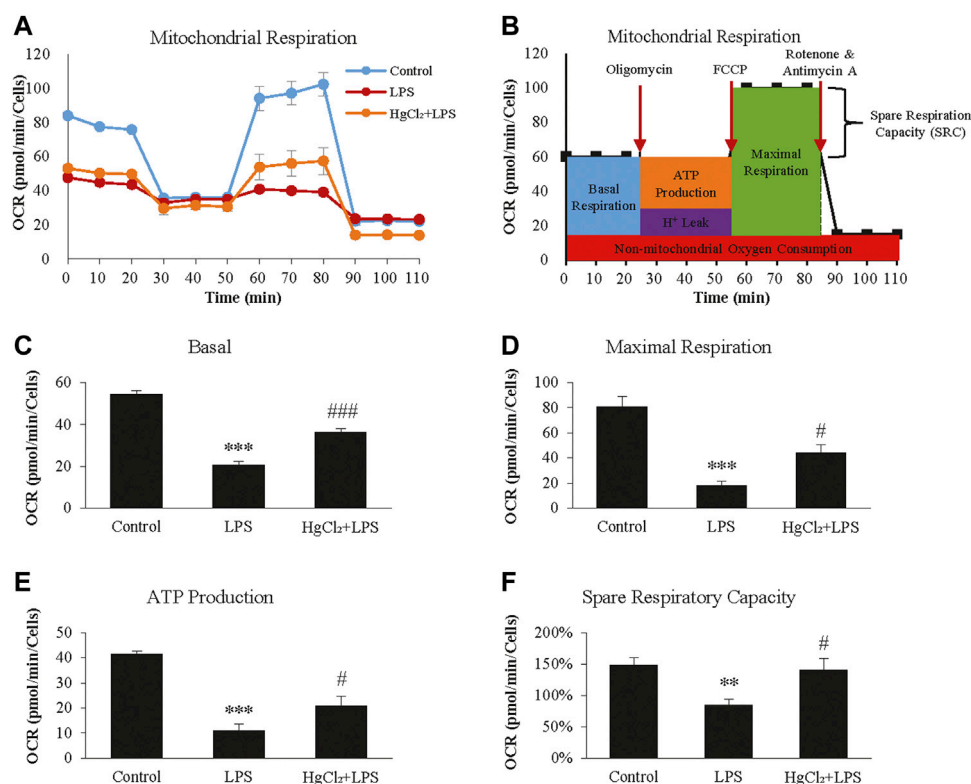 A
Mitochondrial Respiration
OCR (pmol/min/Cells)
120
100
80
60
40
20
0
Control
LPS
HgCl₂+LPS
0 10 20 30 40 50 60 70 80 90 100 110
Time (min)
B
Mitochondrial Respiration
OCR (pmol/min/Cells)
120
100
80
60
40
20
0
Oligomycin
FCCP
Rotenone &
Antimycin A
Spare Respiration
Capacity (SRC)
Basal
Respiration
ATP
Production
H⁺ Leak
Maximal
Respiration
Non-mitochondrial Oxygen Consumption
0 10 20 30 40 50 60 70 80 90 100 110
Time (min)
C
Basal
OCR (pmol/min/Cells)
60
40
20
0
***
###
Control LPS HgCl₂+LPS
D
Maximal Respiration
OCR (pmol/min/Cells)
100
80
60
40
20
0
***
#
Control LPS HgCl₂+LPS
E
ATP Production
OCR (pmol/min/Cells)
50
40
30
20
10
0
***
#
Control LPS HgCl₂+LPS
F
Spare Respiratory Capacity
OCR (pmol/min/Cells)
200%
150%
100%
50%
0%
**
#
Control LPS HgCl₂+LPS